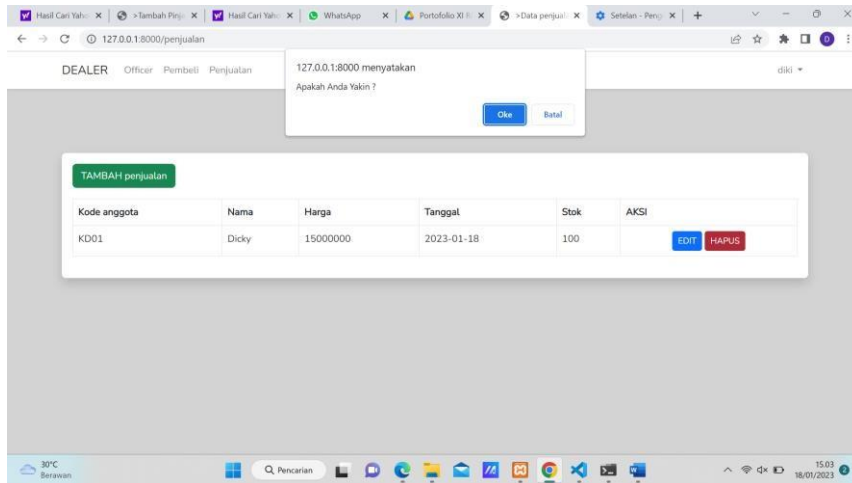 Hasil Cari Yaho
>Tambah Pinj
Hasil Cari Yaho
WhatsApp
Portofolio XI R
>Data penjual
Setelan - Peng
127.0.0.1:8000/penjualan
DEALER Officer Pembeli Penjualan
diki
127.0.0.1:8000 menyatakan
Apakah Anda Yakin ?
Oke Batal
TAMBAH penjualan
Kode anggota Nama Harga Tanggal Stok AKSI
KD01 Dicky 15000000 2023-01-18 100 EDIT HAPUS
30°C
Berawan
Pencarian
15.03
18/01/2023